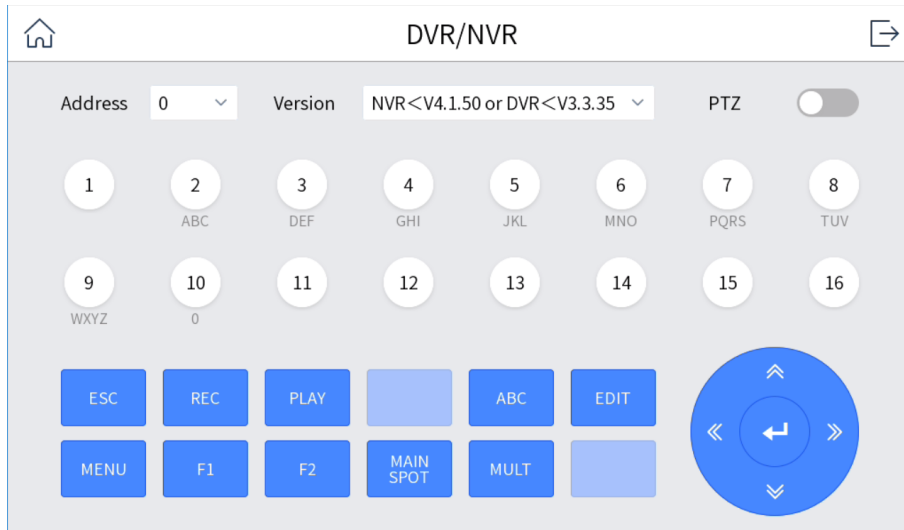 DVR/NVR
Address 0 Version NVR<V4.1.50 or DVR<V3.3.35 PTZ
1 2 3 4 5 6 7 8
ABC DEF GHI JKL MNO PQRS TUV
9 10 11 12 13 14 15 16
WXYZ 0
ESC REC PLAY ABC EDIT
MENU F1 F2 MAIN SPOT MULT